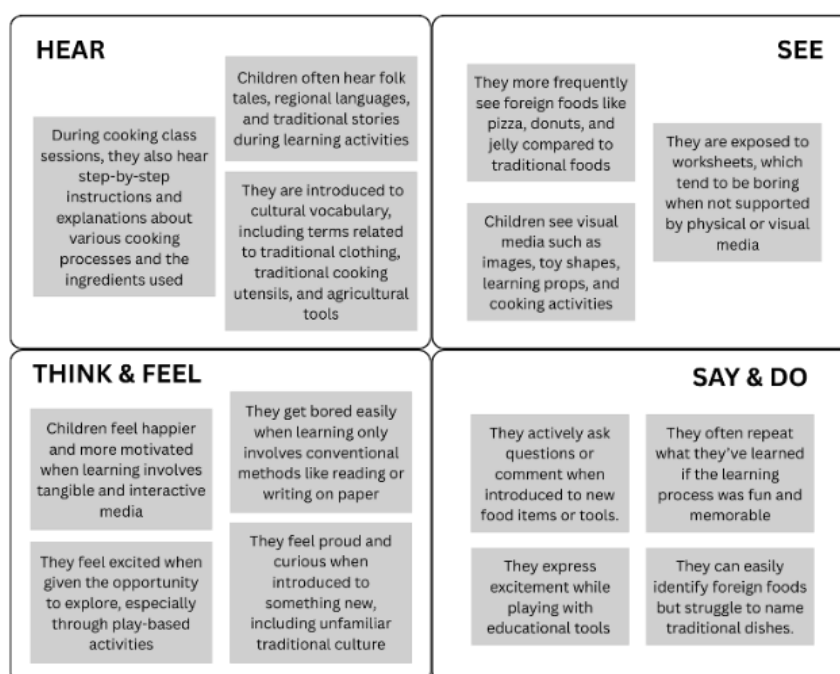 HEAR
During cooking class
sessions, they also hear
step-by-step
instructions and
explanations about
various cooking
processes and the
ingredients used
Children often hear folk
tales, regional languages,
and traditional stories
during learning activities
They are introduced to
cultural vocabulary,
including terms related
to traditional clothing,
traditional cooking
utensils, and agricultural
tools
SEE
They more frequently
see foreign foods like
pizza, donuts, and
jelly compared to
traditional foods
Children see visual
media such as
images, toy shapes,
learning props, and
cooking activities
They are exposed to
worksheets, which
tend to be boring
when not supported
by physical or visual
media
THINK & FEEL
Children feel happier
and more motivated
when learning involves
tangible and interactive
media
They feel excited when
given the opportunity
to explore, especially
through play-based
activities
They get bored easily
when learning only
involves conventional
methods like reading or
writing on paper
They feel proud and
curious when
introduced to
something new,
including unfamiliar
traditional culture
SAY & DO
They actively ask
questions or
comment when
introduced to new
food items or tools.
They often repeat
what they've learned
if the learning
process was fun and
memorable
They express
excitement while
playing with
educational tools
They can easily
identify foreign foods
but struggle to name
traditional dishes.